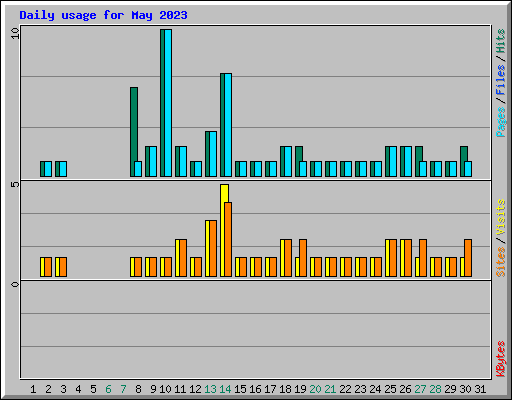 Daily usage for May 2023
10
5
0
Pages/Files/Hits
Sites/Visits
KBytes
1 2 3 4 5 6 7 8 9 10 11 12 13 14 15 16 17 18 19 20 21 22 23 24 25 26 27 28 29 30 31